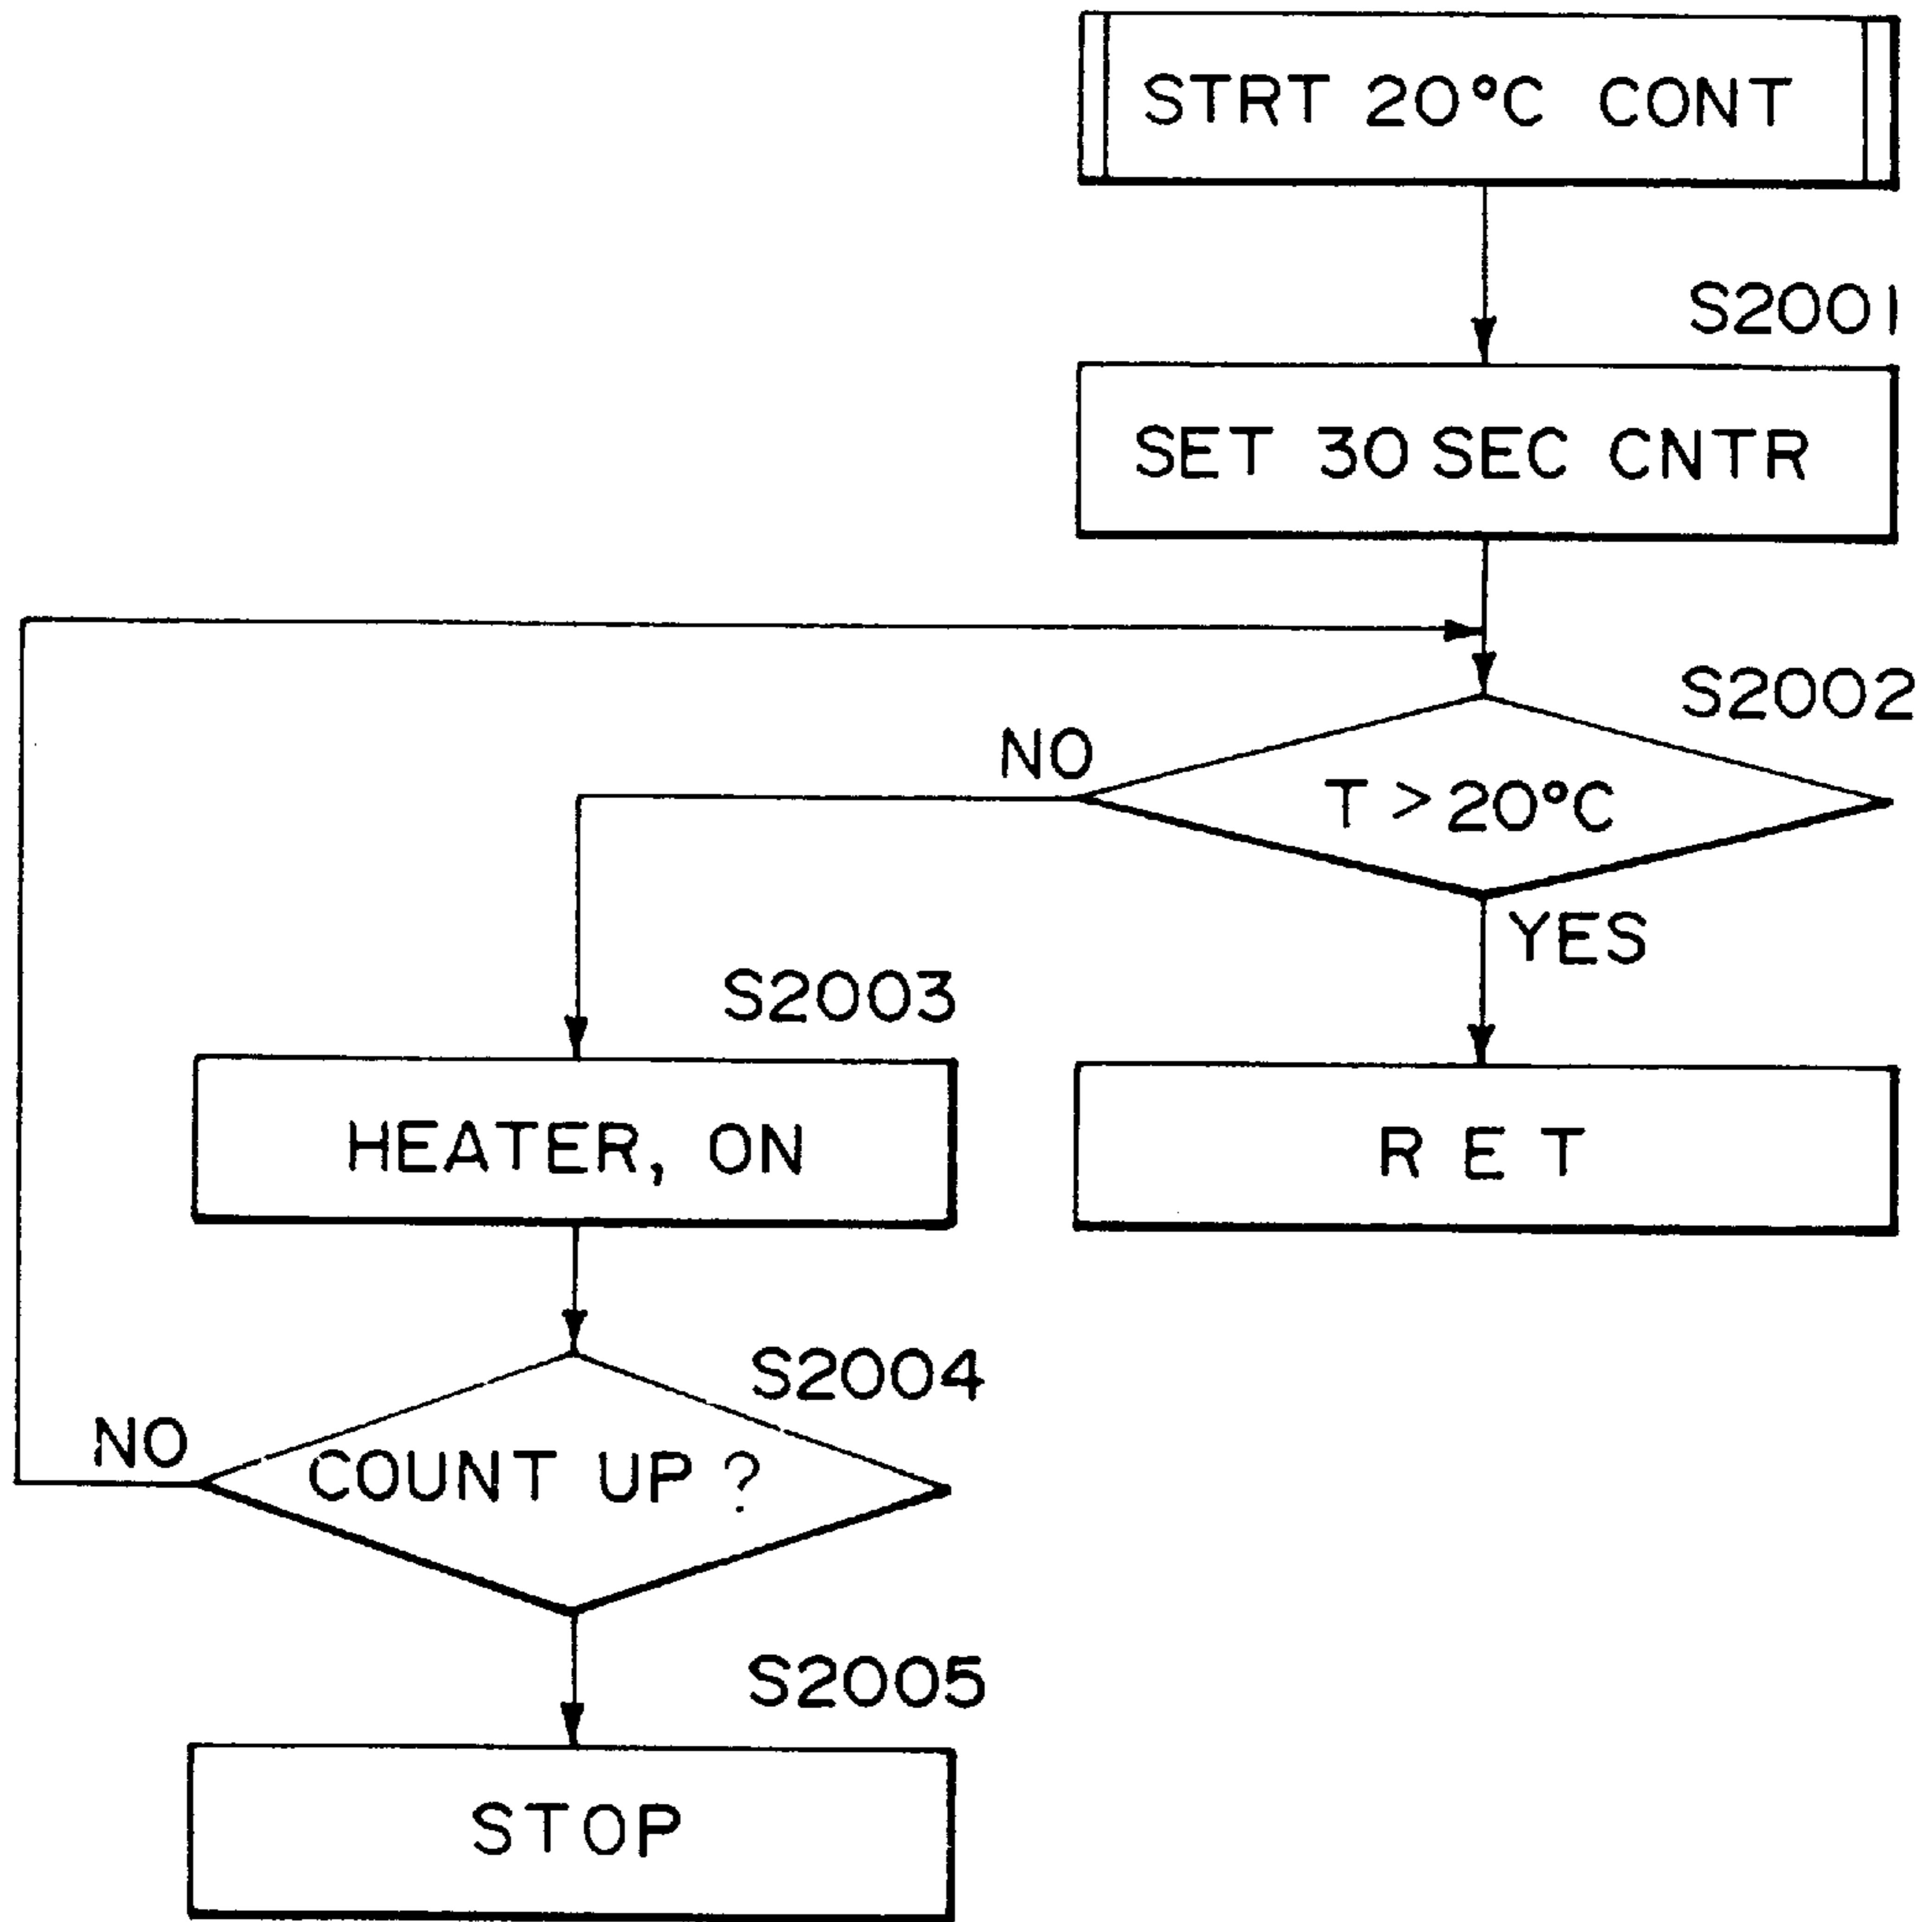 STRT 20°C CONT
S2001
SET 30 SEC CNTR
S2002
NO
T > 20°C
YES
S2003
HEATER, ON
RET
S2004
NO
COUNT UP ?
S2005
STOP